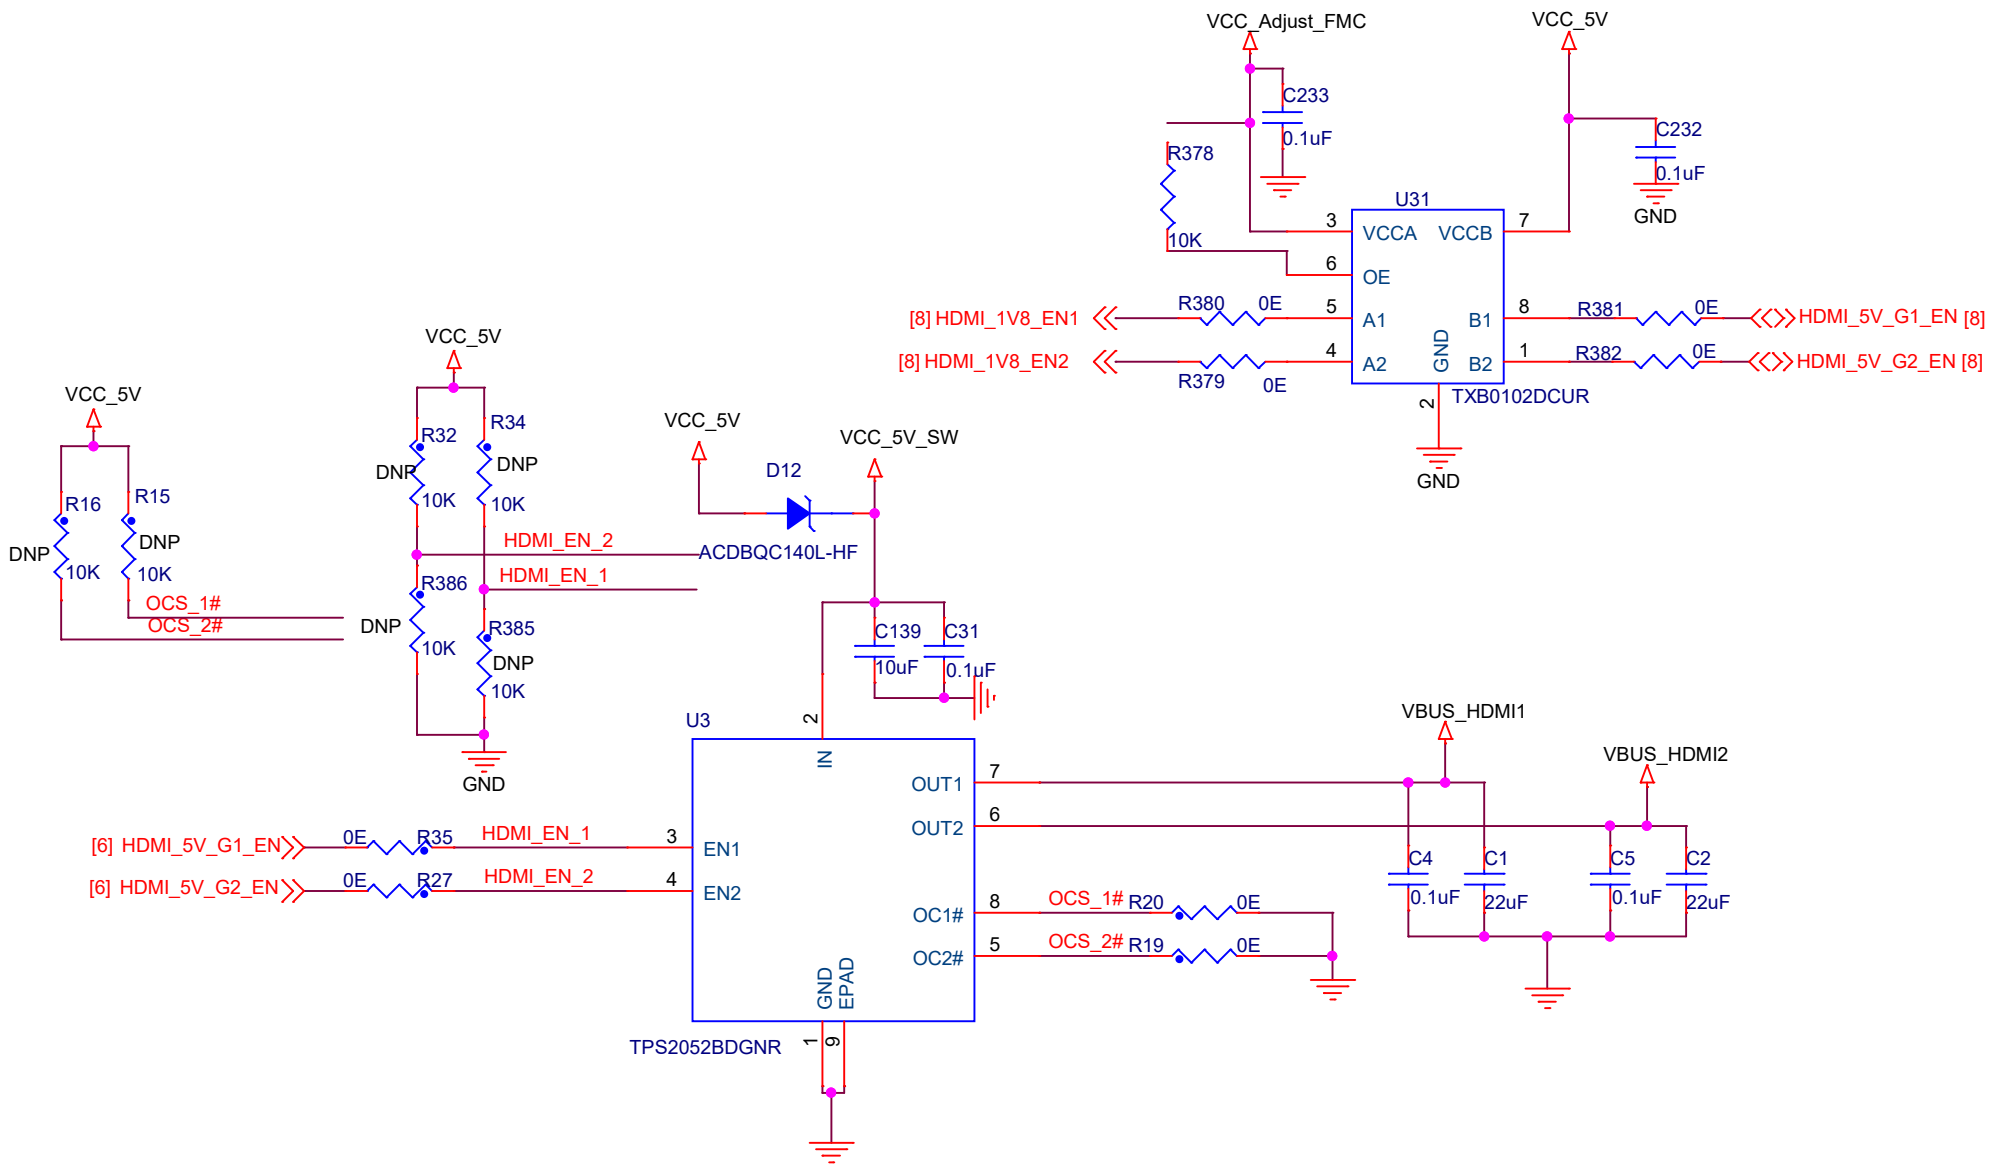 VCC_Adjust_FMC
VCC_5V
C233
0.1uF
C232
0.1uF
GND
R378
10K
U31
3
VCCA
VCCB
7
6
OE
[8] HDMI_1V8_EN1
R380
0E
5
A1
B1
8
R381
0E
HDMI_5V_G1_EN [8]
[8] HDMI_1V8_EN2
R379
0E
4
A2
GND
B2
1
R382
0E
HDMI_5V_G2_EN [8]
2
TXB0102DCUR
GND
VCC_5V
R16
DNP
10K
R15
DNP
10K
OCS_1#
OCS_2#
VCC_5V
R32
DNP
10K
R34
DNP
10K
HDMI_EN_2
HDMI_EN_1
R386
DNP
10K
R385
DNP
10K
GND
VCC_5V
D12
ACDBQC140L-HF
VCC_5V_SW
C139
10uF
C31
0.1uF
U3
2
IN
[6] HDMI_5V_G1_EN
0E
R35
HDMI_EN_1
3
EN1
[6] HDMI_5V_G2_EN
0E
R27
HDMI_EN_2
4
EN2
OUT1
7
OUT2
6
OC1#
8
OCS_1#
R20
0E
OC2#
5
OCS_2#
R19
0E
GND
EPAD
1
9
TPS2052BDGNR
VBUS_HDMI1
VBUS_HDMI2
C4
0.1uF
C1
22uF
C5
0.1uF
C2
22uF